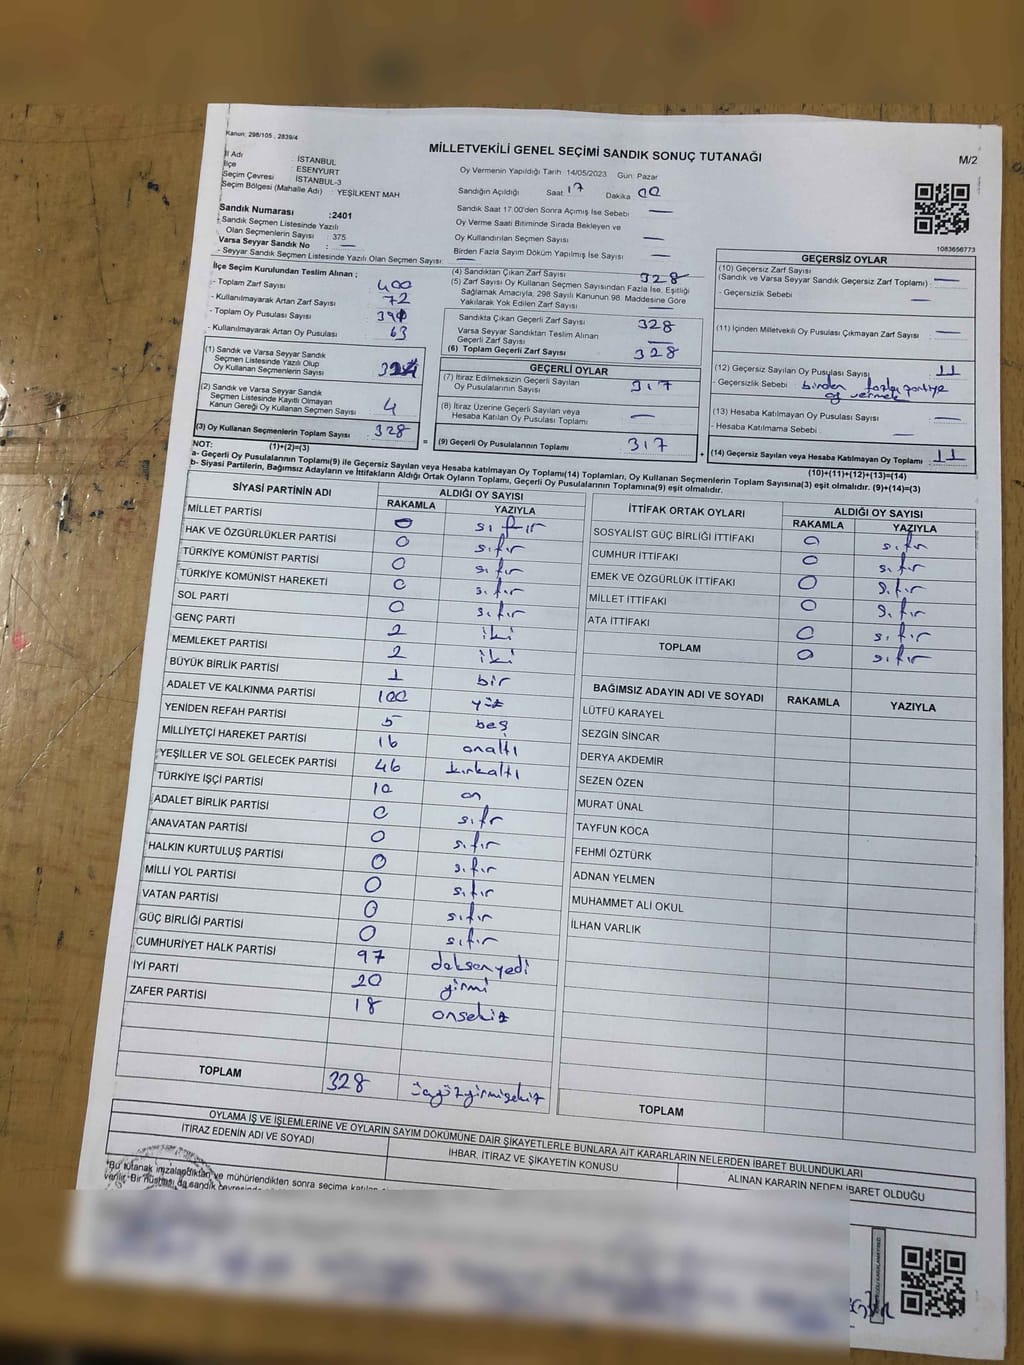 Kanun: 298/105 , 2839/4
MİLLETVEKİLİ GENEL SEÇİMİ SANDIK SONUÇ TUTANAĞI
M/2
İl Adı : İSTANBUL
İlçe : ESENYURT
Seçim Çevresi : İSTANBUL-3
Seçim Bölgesi (Mahalle Adı) : YEŞİLKENT MAH
Sandık Numarası : 2401
- Sandık Seçmen Listesinde Yazılı
Olan Seçmenlerin Sayısı : 375
Varsa Seyyar Sandık No : —
- Seyyar Sandık Seçmen Listesinde Yazılı Olan Seçmen Sayısı: —
Oy Vermenin Yapıldığı Tarih 14/05/2023 Gün: Pazar
Sandığın Açıldığı Saat 17 Dakika 00
Sandık Saat 17:00'den Sonra Açımış İse Sebebi —
Oy Verme Saati Bitiminde Sırada Bekleyen ve
Oy Kullandırılan Seçmen Sayısı —
Birden Fazla Sayım Döküm Yapılmış İse Sayısı —
1083656773
İlçe Seçim Kurulundan Teslim Alınan ;
- Toplam Zarf Sayısı 400
- Kullanılmayarak Artan Zarf Sayısı 72
- Toplam Oy Pusulası
- Kullanılmayarak Artan Oy Pusulası 63
(1) Sandık ve Varsa Seyyar Sandık
Seçmen Listesinde Yazılı Olup
Oy Kullanan Seçmenlerin Sayısı
(2) Sandık ve Varsa Seyyar Sandık
Seçmen Listesinde Kayıtlı Olmayan
Kanun Gereği Oy Kullanan Seçmen Sayısı 4
(3) Oy Kullanan Seçmenlerin Toplam Sayısı 328
(1)+(2)=(3)
(4) Sandıktan Çıkan Zarf Sayısı 328
(5) Zarf Sayısı Oy Kullanan Seçmen Sayısından Fazla İse, Eşitliği
Sağlamak Amacıyla, 298 Sayılı Kanunun 98. Maddesine Göre
Yakılarak Yok Edilen Zarf Sayısı —
Sandıkta Çıkan Geçerli Zarf Sayısı 328
Varsa Seyyar Sandıktan Teslim Alınan
Geçerli Zarf Sayısı —
(6) Toplam Geçerli Zarf Sayısı 328
GEÇERLİ OYLAR
(7) İtiraz Edilmeksizin Geçerli Sayılan
Oy Pusulalarının Sayısı 317
(8) İtiraz Üzerine Geçerli Sayılan veya
Hesaba Katılan Oy Pusulası Toplamı —
= (9) Geçerli Oy Pusulalarının Toplamı 317 +
GEÇERSİZ OYLAR
(10) Geçersiz Zarf Sayısı
(Sandık ve Varsa Seyyar Sandık Geçersiz Zarf Toplamı) : —
- Geçersizlik Sebebi : —
(11) İçinden Milletvekili Oy Pusulası Çıkmayan Zarf Sayısı : —
(12) Geçersiz Sayılan Oy Pusulası Sayısı : 11
- Geçersizlik Sebebi : birden fazla partiye
oy vermek
(13) Hesaba Katılmayan Oy Pusulası Sayısı : —
- Hesaba Katılmama Sebebi : —
(14) Geçersiz Sayılan veya Hesaba Katılmayan Oy Toplamı : 11
(10)+(11)+(12)+(13)=(14)
NOT:
a- Geçerli Oy Pusulalarının Toplamı(9) ile Geçersiz Sayılan veya Hesaba katılmayan Oy Toplamı(14) Toplamları, Oy Kullanan Seçmenlerin Toplam Sayısına(3) eşit olmalıdır. (9)+(14)=(3)
b- Siyasi Partilerin, Bağımsız Adayların ve İttifakların Aldığı Ortak Oyların Toplamı, Geçerli Oy Pusulalarının Toplamına(9) eşit olmalıdır.
SİYASİ PARTİNİN ADI ALDIĞI OY SAYISI
RAKAMLA YAZIYLA
MİLLET PARTİSİ 0 sıfır
HAK VE ÖZGÜRLÜKLER PARTİSİ 0 sıfır
TÜRKİYE KOMÜNİST PARTİSİ 0 sıfır
TÜRKİYE KOMÜNİST HAREKETİ 0 sıfır
SOL PARTİ 0 sıfır
GENÇ PARTİ 2 iki
MEMLEKET PARTİSİ 2 iki
BÜYÜK BİRLİK PARTİSİ 1 bir
ADALET VE KALKINMA PARTİSİ 100 yüz
YENİDEN REFAH PARTİSİ 5 beş
MİLLİYETÇİ HAREKET PARTİSİ 16 onaltı
YEŞİLLER VE SOL GELECEK PARTİSİ 46 kırkaltı
TÜRKİYE İŞÇİ PARTİSİ 10 on
ADALET BİRLİK PARTİSİ 0 sıfır
ANAVATAN PARTİSİ 0 sıfır
HALKIN KURTULUŞ PARTİSİ 0 sıfır
MİLLİ YOL PARTİSİ 0 sıfır
VATAN PARTİSİ 0 sıfır
GÜÇ BİRLİĞİ PARTİSİ 0 sıfır
CUMHURİYET HALK PARTİSİ 97 doksanyedi
İYİ PARTİ 20 yirmi
ZAFER PARTİSİ 18 onsekiz
TOPLAM 328 üçyüzyirmisekiz
İTTİFAK ORTAK OYLARI ALDIĞI OY SAYISI
RAKAMLA YAZIYLA
SOSYALİST GÜÇ BİRLİĞİ İTTİFAKI 0 sıfır
CUMHUR İTTİFAKI 0 sıfır
EMEK VE ÖZGÜRLÜK İTTİFAKI 0 sıfır
MİLLET İTTİFAKI 0 sıfır
ATA İTTİFAKI 0 sıfır
TOPLAM 0 sıfır
BAĞIMSIZ ADAYIN ADI VE SOYADI RAKAMLA YAZIYLA
LÜTFÜ KARAYEL
SEZGİN SİNCAR
DERYA AKDEMİR
SEZEN ÖZEN
MURAT ÜNAL
TAYFUN KOCA
FEHMİ ÖZTÜRK
ADNAN YELMEN
MUHAMMET ALİ OKUL
İLHAN VARLIK
TOPLAM
OYLAMA İŞ VE İŞLEMLERİNE VE OYLARIN SAYIM DÖKÜMÜNE DAİR ŞİKAYETLERLE BUNLARA AİT KARARLARIN NELERDEN İBARET BULUNDUKLARI
İTİRAZ EDENİN ADI VE SOYADI İHBAR, İTİRAZ VE ŞİKAYETİN KONUSU ALINAN KARARIN NEDEN İBARET OLDUĞU
*Bu tutanak imzalandıktan ve mühürlendikten sonra seçime katılan